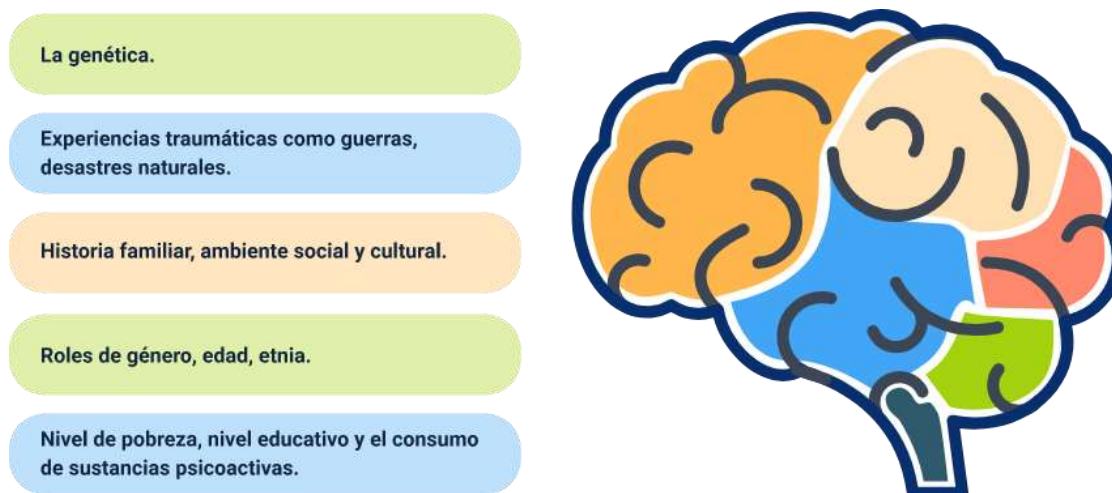 La genética.
Experiencias traumáticas como guerras,
desastres naturales.
Historia familiar, ambiente social y cultural.
Roles de género, edad, etnia.
Nivel de pobreza, nivel educativo y el consumo
de sustancias psicoactivas.